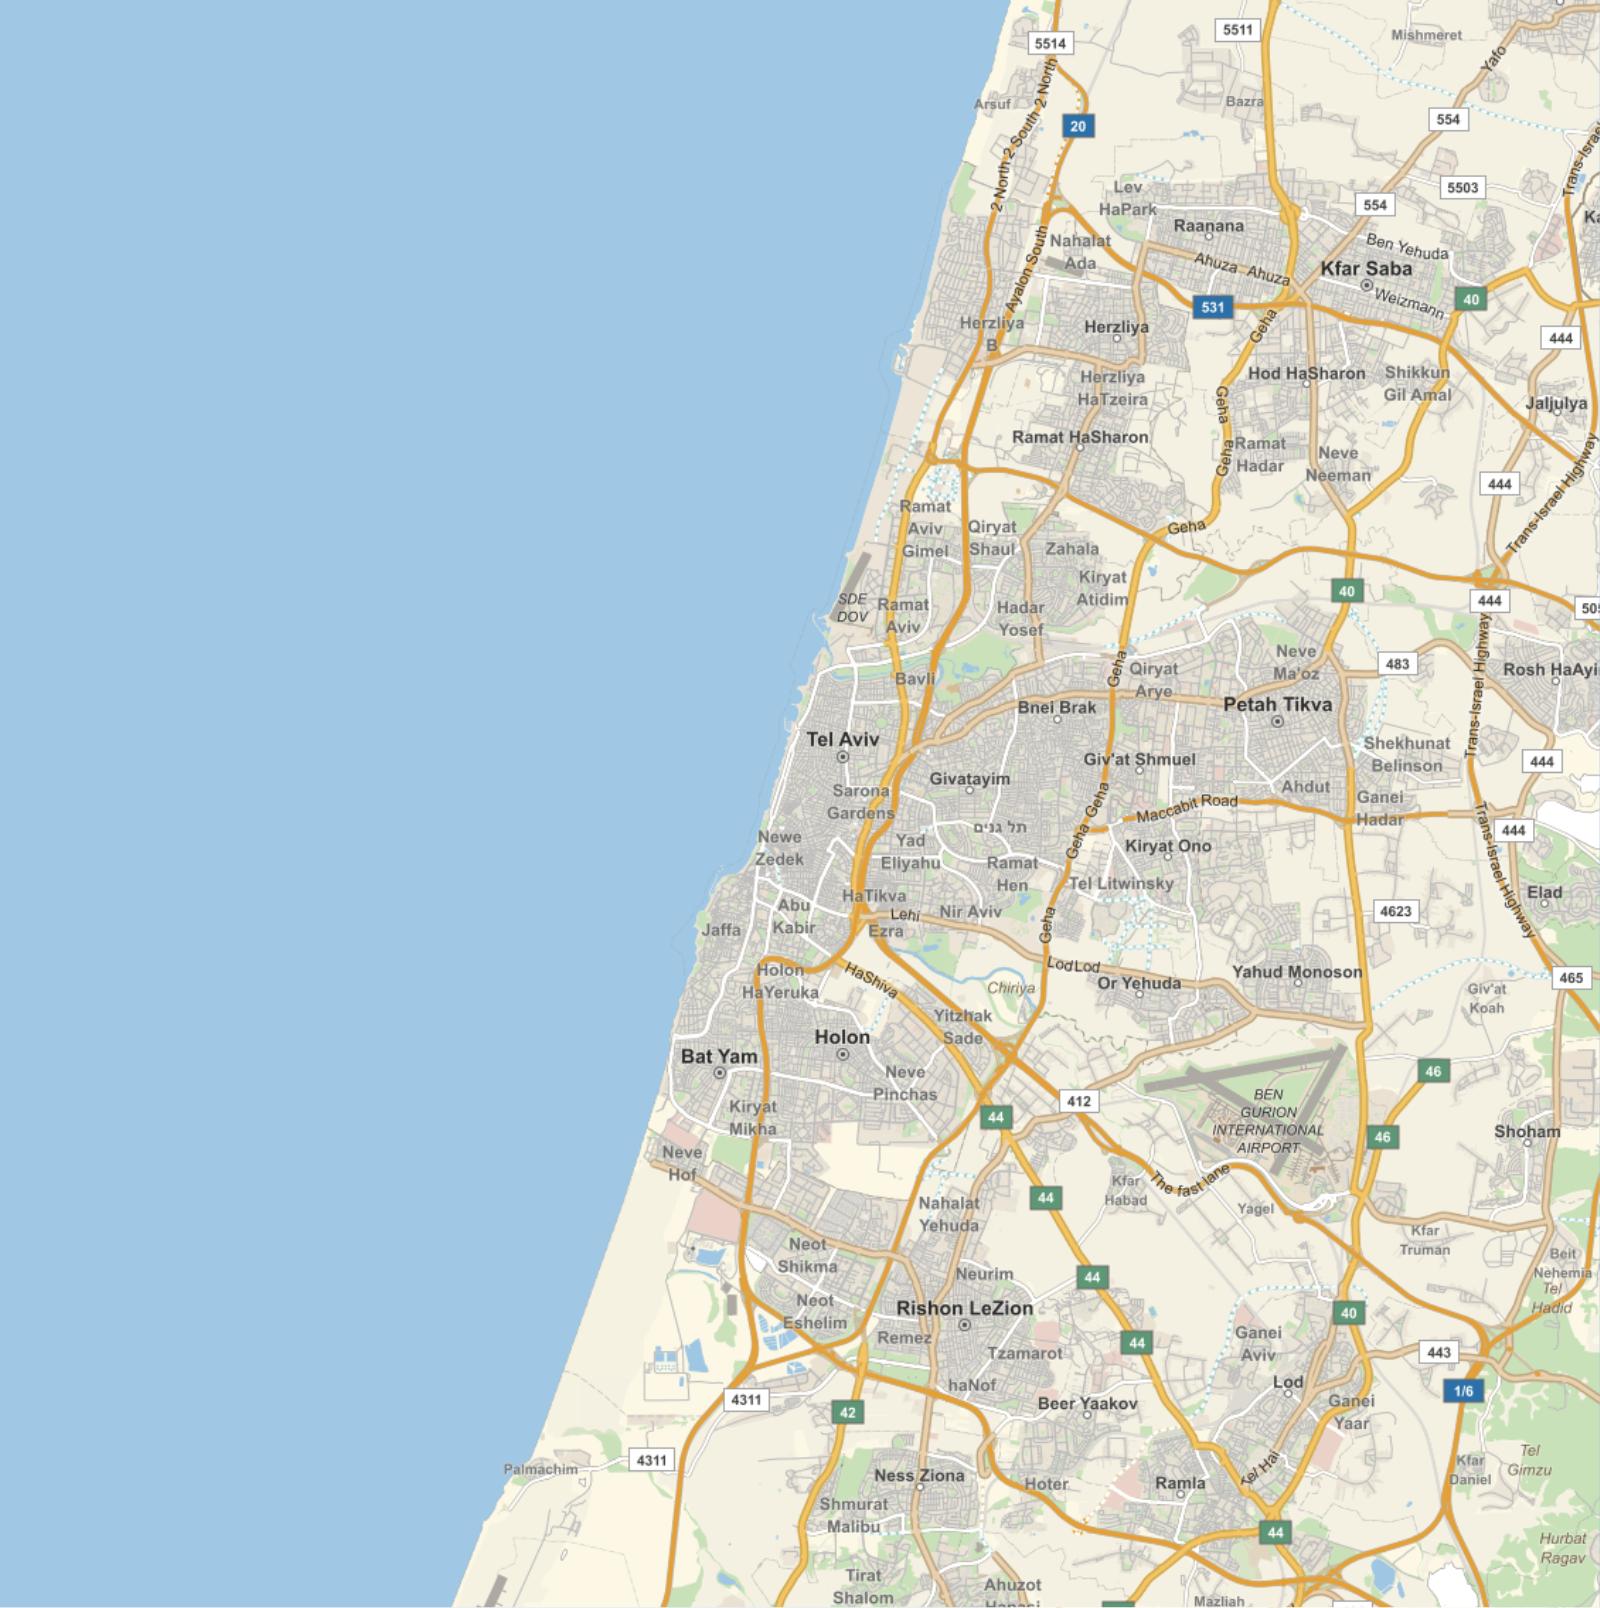 5514
5511
Mishmeret
Yafo
Arsuf
2 North 2 South 2 North
Bazra
20
554
Trans-Israel
5503
Lev
HaPark
554
Raanana
Nahalat
Ada
Ben Yehuda
Ayalon South
Ahuza Ahuza
Kfar Saba
Weizmann
40
531
Herzliya
B
Herzliya
Geha
444
Hod HaSharon
Shikkun
Gil Amal
Herzliya
HaTzeira
Geha
Jaljulya
Ramat HaSharon
Geha
Ramat
Hadar
Neve
Neeman
444
Trans-Israel Highway
Ramat
Aviv
Gimel
Qiryat
Shaul
Geha
Zahala
Kiryat
Atidim
SDE
DOV
Ramat
Aviv
Hadar
Yosef
40
444
Trans-Israel Highway
Geha
Neve
Ma'oz
483
Bavli
Qiryat
Arye
Bnei Brak
Petah Tikva
Tel Aviv
Shekhunat
Belinson
Giv'at Shmuel
444
Givatayim
Sarona
Gardens
Geha
Maccabit Road
Ahdut
Ganei
Hadar
Trans-Israel Highway
444
תל גנים
Geha
Newe
Zedek
Yad
Eliyahu
Kiryat Ono
Ramat
Hen
Tel Litwinsky
Elad
HaTikva
Abu
Kabir
Lehi
Nir Aviv
Geha
4623
Jaffa
Ezra
Holon
HaYeruka
HaShiva
Lod Lod
Or Yehuda
Yahud Monoson
465
Chiriya
Giv'at
Koah
Yitzhak
Sade
Holon
Bat Yam
Neve
Pinchas
46
412
Kiryat
Mikha
44
BEN
GURION
INTERNATIONAL
AIRPORT
46
Shoham
Neve
Hof
Kfar
Habad
The fast lane
44
Nahalat
Yehuda
Yagel
Kfar
Truman
Neot
Shikma
Beit
Nehemia
Tel
Hadid
Neurim
44
Neot
Eshelim
Rishon LeZion
40
Remez
Tzamarot
44
Ganei
Aviv
443
haNof
Lod
1/6
4311
42
Beer Yaakov
Ganei
Yaar
4311
Palmachim
Ness Ziona
Hoter
Ramla
Kfar
Daniel
Tel
Gimzu
Shmurat
Malibu
44
Hurbat
Ragav
Tirat
Shalom
Ahuzot
Mazliah